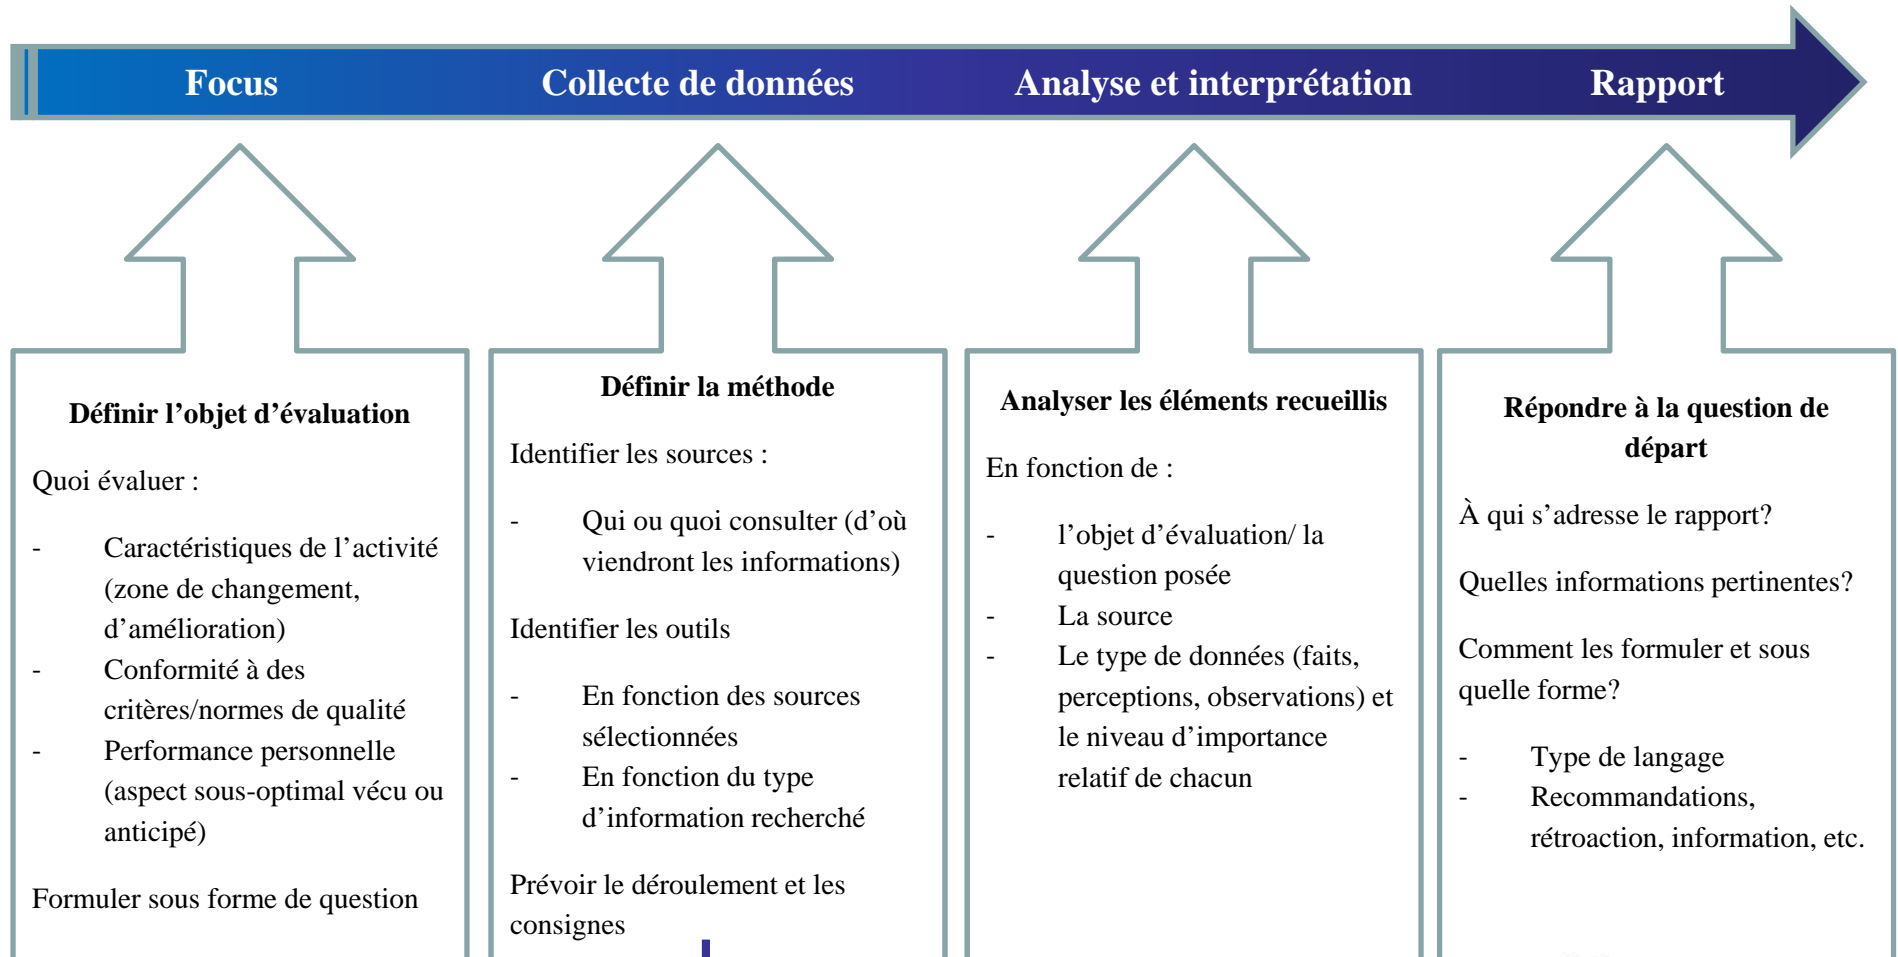 Focus
Collecte de données
Analyse et interprétation
Rapport
Définir l’objet d’évaluation
Quoi évaluer :
- Caractéristiques de l’activité
(zone de changement,
d’amélioration)
- Conformité à des
critères/normes de qualité
- Performance personnelle
(aspect sous-optimal vécu ou
anticipé)
Formuler sous forme de question
Définir la méthode
Identifier les sources :
- Qui ou quoi consulter (d’où
viendront les informations)
Identifier les outils
- En fonction des sources
sélectionnées
- En fonction du type
d’information recherché
Prévoir le déroulement et les
consignes
Analyser les éléments recueillis
En fonction de :
- l’objet d’évaluation/ la
question posée
- La source
- Le type de données (faits,
perceptions, observations) et
le niveau d’importance
relatif de chacun
Répondre à la question de
départ
À qui s’adresse le rapport?
Quelles informations pertinentes?
Comment les formuler et sous
quelle forme?
- Type de langage
- Recommandations,
rétroaction, information, etc.